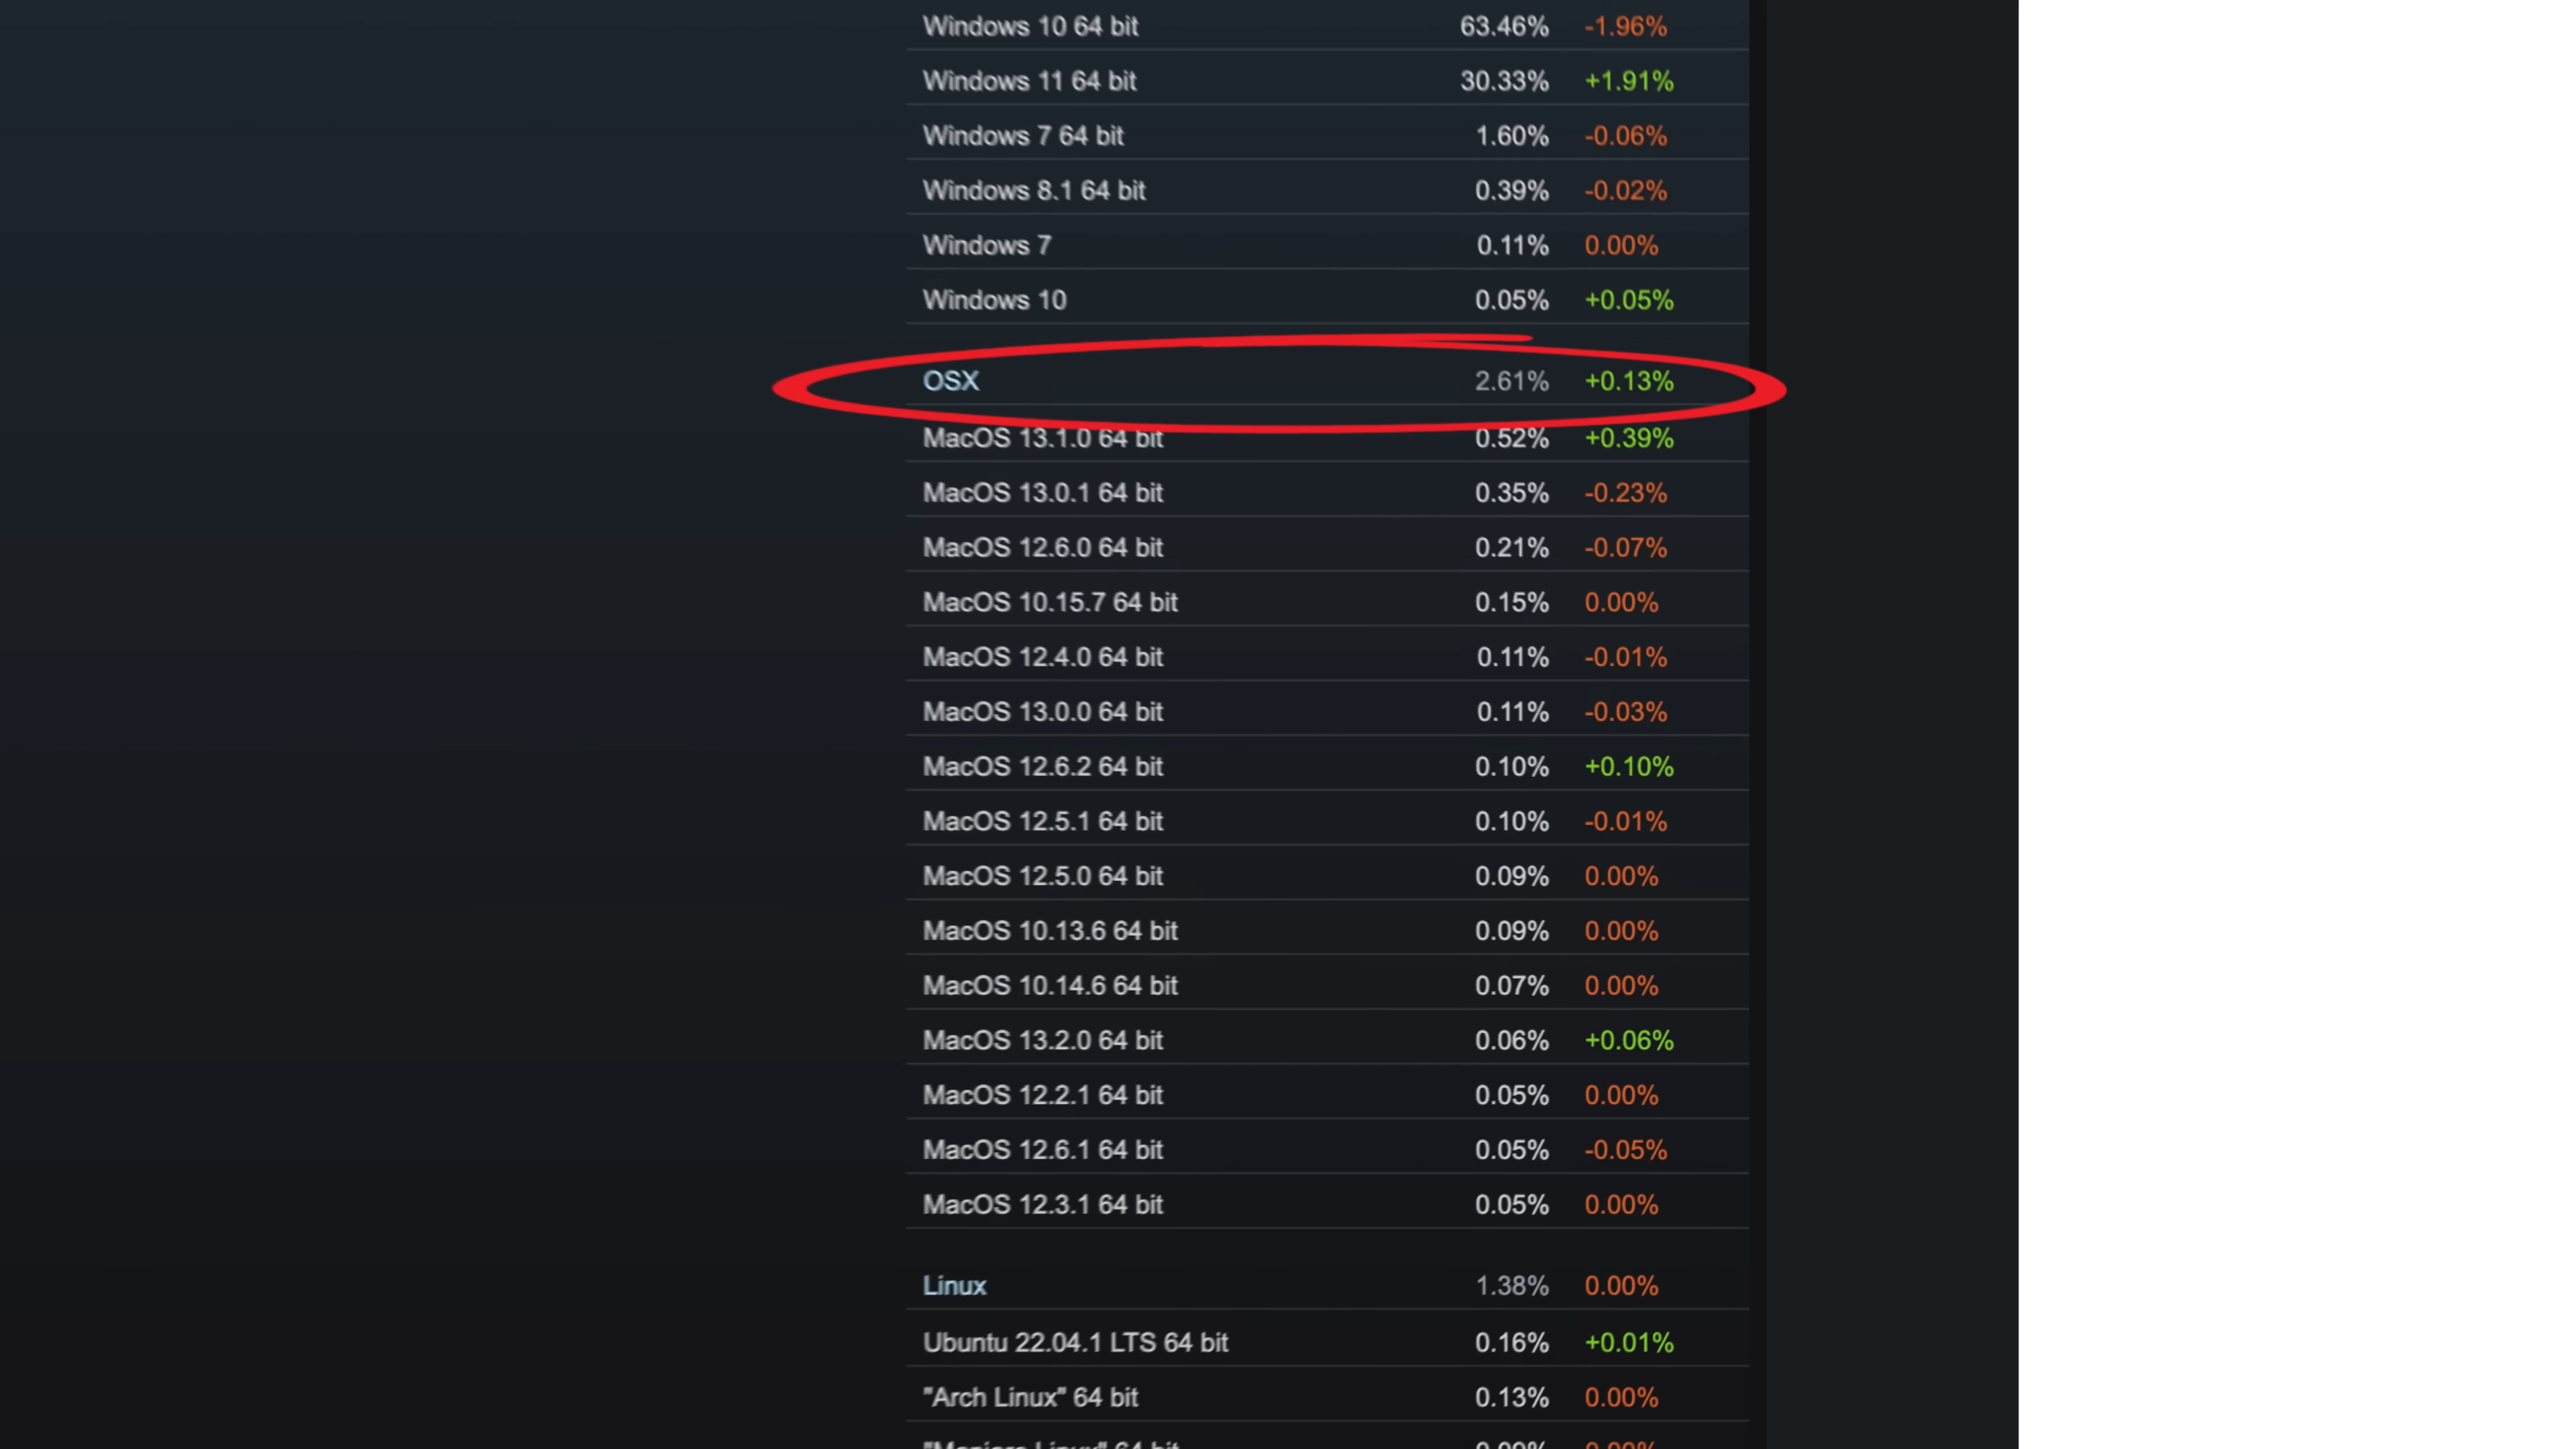 Windows 10 64 bit 63.46% -1.96%
Windows 11 64 bit 30.33% +1.91%
Windows 7 64 bit 1.60% -0.06%
Windows 8.1 64 bit 0.39% -0.02%
Windows 7 0.11% 0.00%
Windows 10 0.05% +0.05%
OSX 2.61% +0.13%
MacOS 13.1.0 64 bit 0.52% +0.39%
MacOS 13.0.1 64 bit 0.35% -0.23%
MacOS 12.6.0 64 bit 0.21% -0.07%
MacOS 10.15.7 64 bit 0.15% 0.00%
MacOS 12.4.0 64 bit 0.11% -0.01%
MacOS 13.0.0 64 bit 0.11% -0.03%
MacOS 12.6.2 64 bit 0.10% +0.10%
MacOS 12.5.1 64 bit 0.10% -0.01%
MacOS 12.5.0 64 bit 0.09% 0.00%
MacOS 10.13.6 64 bit 0.09% 0.00%
MacOS 10.14.6 64 bit 0.07% 0.00%
MacOS 13.2.0 64 bit 0.06% +0.06%
MacOS 12.2.1 64 bit 0.05% 0.00%
MacOS 12.6.1 64 bit 0.05% -0.05%
MacOS 12.3.1 64 bit 0.05% 0.00%
Linux 1.38% 0.00%
Ubuntu 22.04.1 LTS 64 bit 0.16% +0.01%
"Arch Linux" 64 bit 0.13% 0.00%